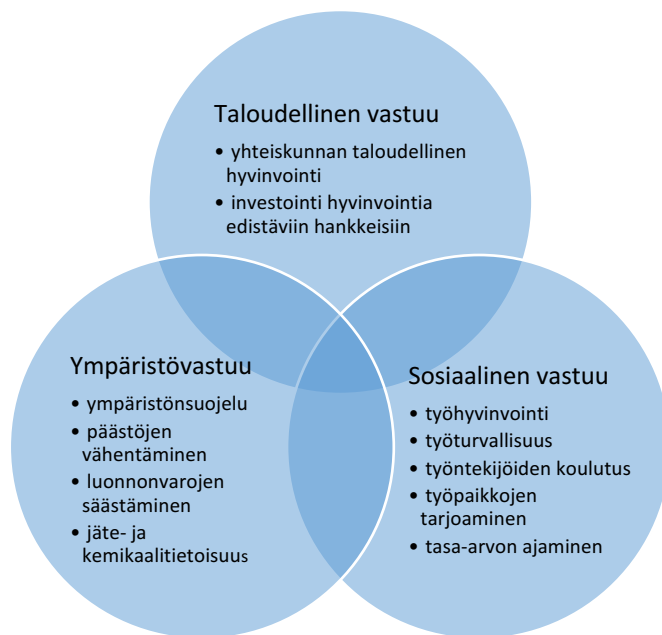 Taloudellinen vastuu
• yhteiskunnan taloudellinen
hyvinvointi
• investointi hyvinvointia
edistäviin hankkeisiin
Ympäristövastuu
• ympäristönsuojelu
• päästöjen
vähentäminen
• luonnonvarojen
säästäminen
• jäte- ja
kemikaalitietoisuus
Sosiaalinen vastuu
• työhyvinvointi
• työturvallisuus
• työntekijöiden koulutus
• työpaikkojen
tarjoaminen
• tasa-arvon ajaminen